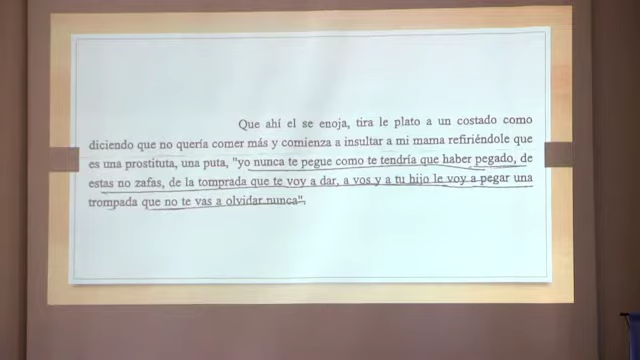 Que ahí el se enoja, tira le plato a un costado como
diciendo que no quería comer más y comienza a insultar a mi mama refiriéndole que
es una prostituta, una puta, "yo nunca te pegue como te tendría que haber pegado, de
estas no zafas, de la tomprada que te voy a dar, a vos y a tu hijo le voy a pegar una
trompada que no te vas a olvidar nunca".